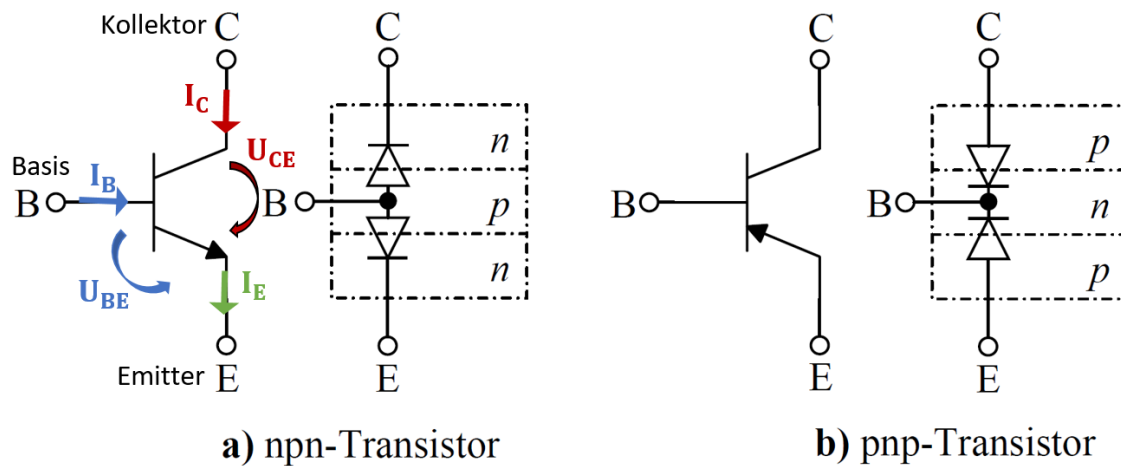 Kollektor C C C C
I_C
n p
U_CE
Basis
B I_B B p B B n
U_BE I_E n p
Emitter E E E E
a) npn-Transistor b) pnp-Transistor